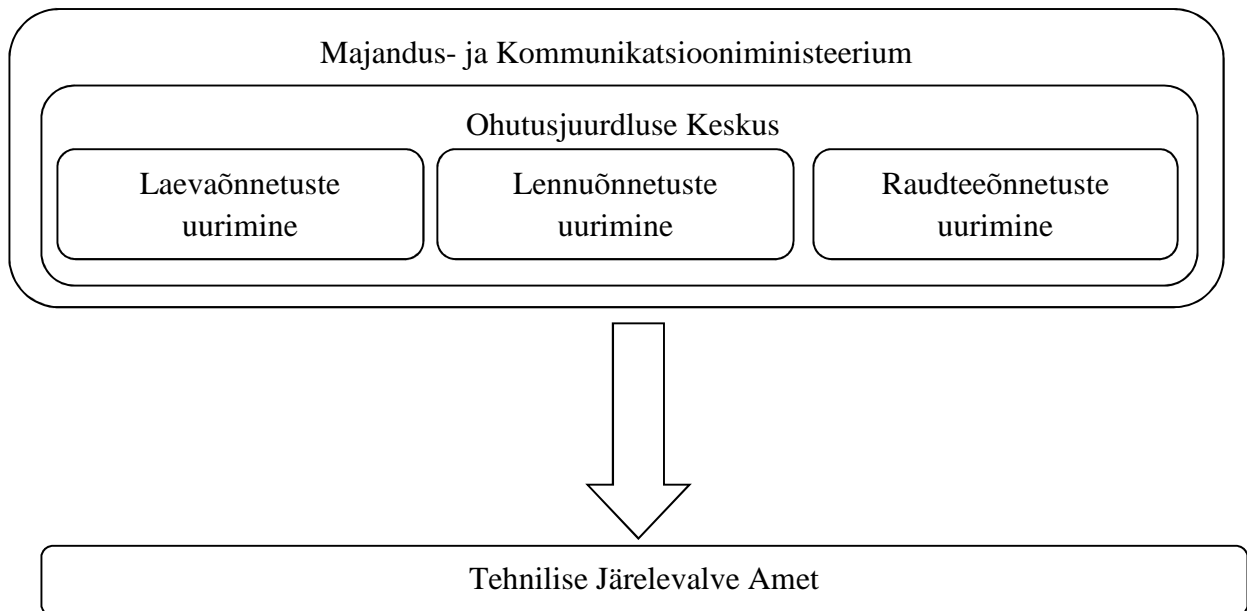 Majandus- ja Kommunikatsiooniministeerium
Ohutusjuurdluse Keskus
Laevaõnnetuste
uurimine
Lennuõnnetuste
uurimine
Raudteeõnnetuste
uurimine
Tehnilise Järelevalve Amet